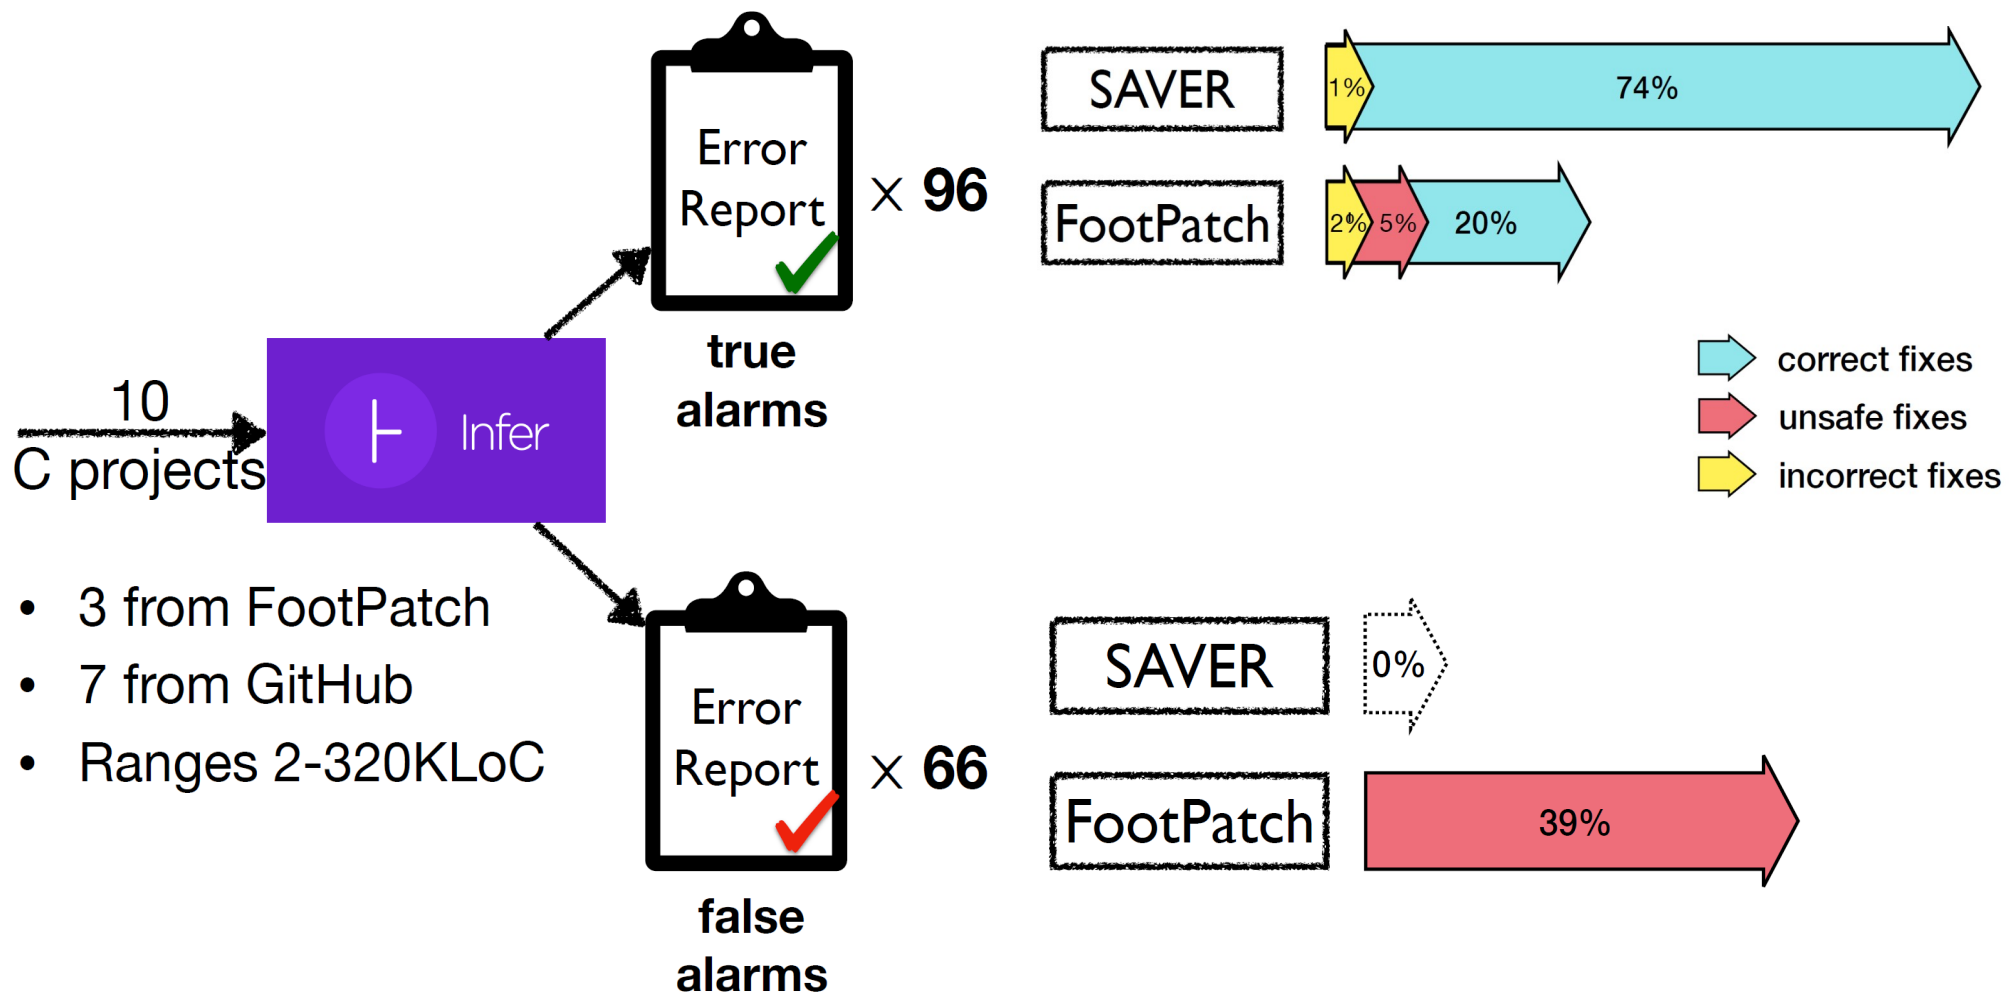 10
C projects
Infer
• 3 from FootPatch
• 7 from GitHub
• Ranges 2-320KLoC
Error
Report
x 96
true
alarms
SAVER
1%
74%
FootPatch
2%
5%
20%
correct fixes
unsafe fixes
incorrect fixes
Error
Report
x 66
false
alarms
SAVER
0%
FootPatch
39%